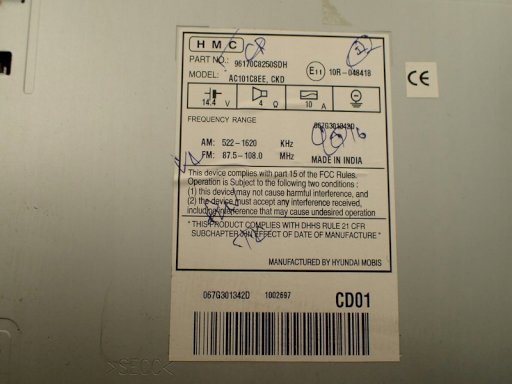 HMC
PART NO.: 96170C8250SDH
MODEL: AC101C8EE, CKD
E11 10R-048418
14.4 V 4 Ω 10 A
FREQUENCY RANGE
067G301342D
AM: 522-1620 KHz
FM: 87.5-108.0 MHz MADE IN INDIA
This device complies with part 15 of the FCC Rules.
Operation is Subject to the following two conditions :
(1) this device may not cause harmful interference, and
(2) the device must accept any interference received,
including interference that may cause undesired operation
"THIS PRODUCT COMPLIES WITH DHHS RULE 21 CFR
SUBCHAPTER J IN EFFECT OF DATE OF MANUFACTURE"
MANUFACTURED BY HYUNDAI MOBIS
067G301342D 1002697 CD01
CE
>SECC<